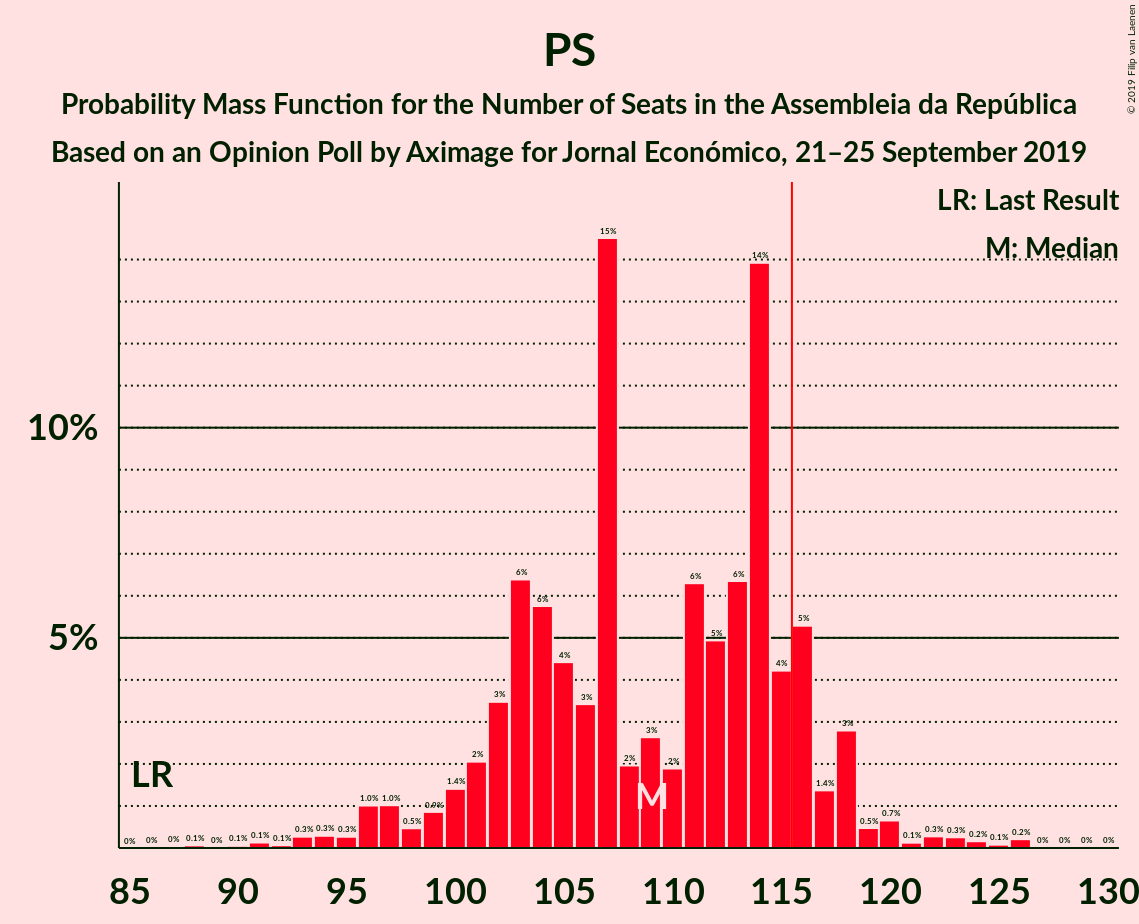 PS
Probability Mass Function for the Number of Seats in the Assembleia da República
Based on an Opinion Poll by Aximage for Jornal Económico, 21–25 September 2019
© 2019 Filip van Laenen
LR: Last Result
M: Median
10%
5%
LR
M
0% 0% 0% 0.1% 0% 0.1% 0.1% 0.1% 0.3% 0.3% 0.3% 1.0% 1.0% 0.5% 0.9% 1.4% 2% 3% 6% 6% 4% 3% 15% 2% 3% 2% 6% 5% 6% 14% 4% 5% 1.4% 3% 0.5% 0.7% 0.1% 0.3% 0.3% 0.2% 0.1% 0.2% 0% 0% 0% 0%
85 90 95 100 105 110 115 120 125 130